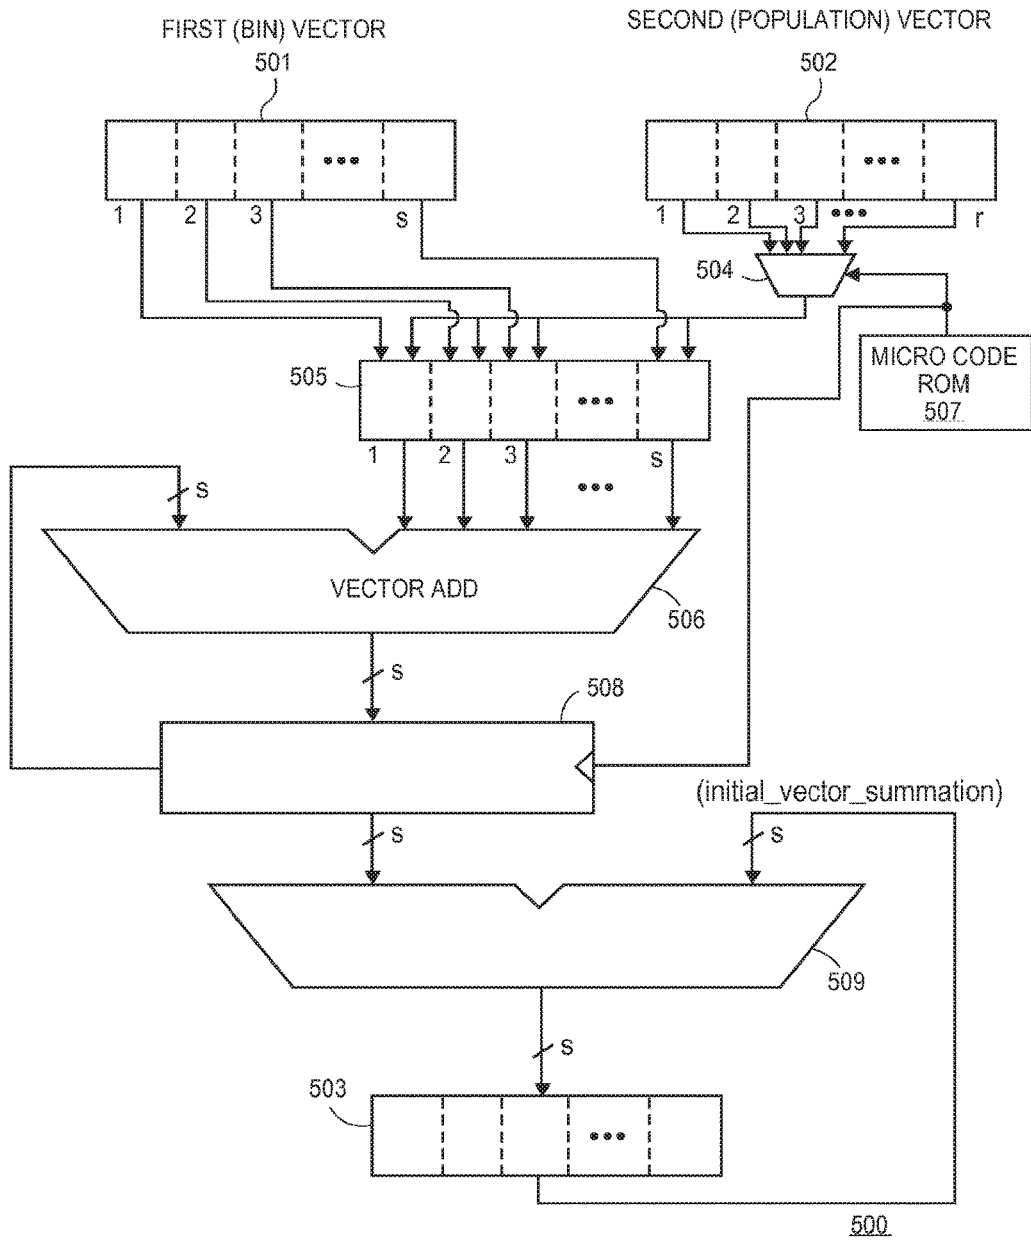 FIRST (BIN) VECTOR
501
SECOND (POPULATION) VECTOR
502
•••
•••
1 2 3 s
1 2 3 ••• r
504
MICRO CODE
ROM
507
505
•••
1 2 3 s
•••
s
VECTOR ADD
506
s
508
(initial_vector_summation)
s
s
509
s
503
•••
500